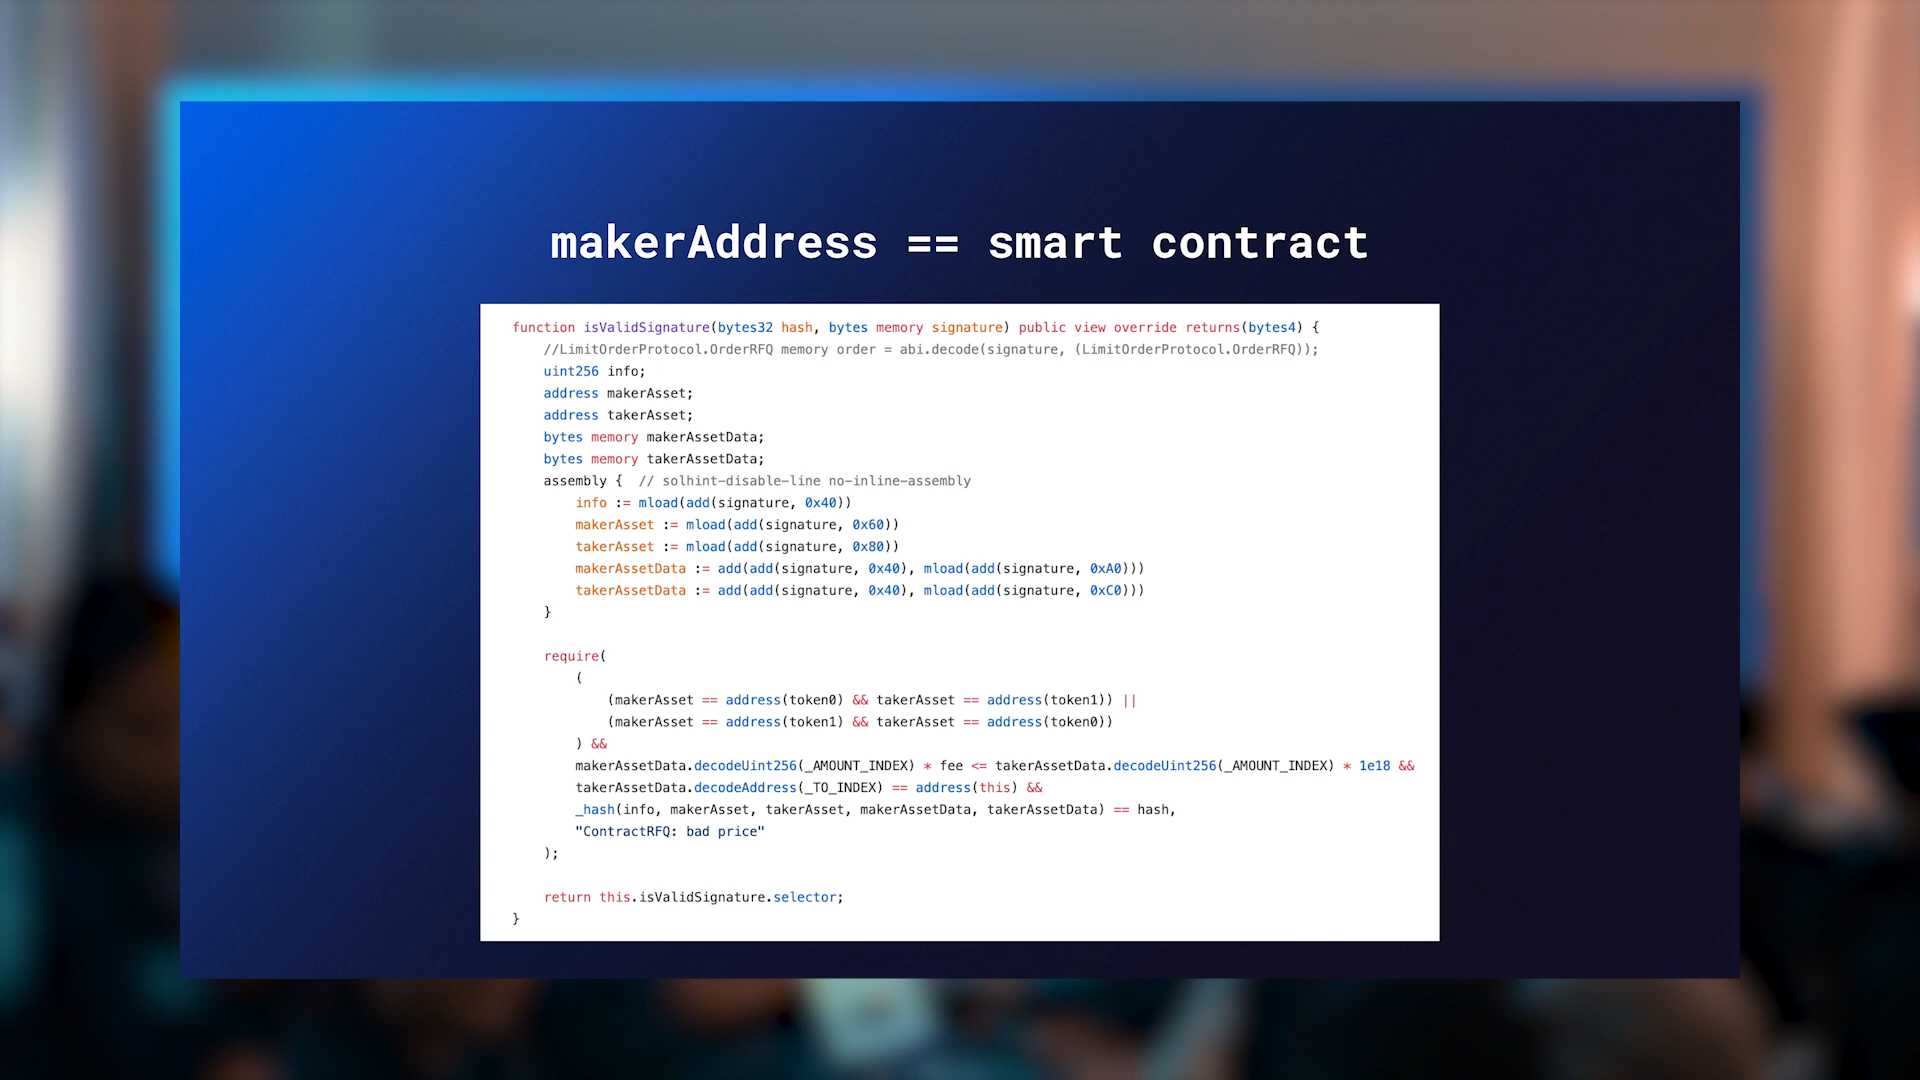 makerAddress == smart contract
function isValidSignature(bytes32 hash, bytes memory signature) public view override returns(bytes4) {
//LimitOrderProtocol.OrderRFQ memory order = abi.decode(signature, (LimitOrderProtocol.OrderRFQ));
uint256 info;
address makerAsset;
address takerAsset;
bytes memory makerAssetData;
bytes memory takerAssetData;
assembly {  // solhint-disable-line no-inline-assembly
info := mload(add(signature, 0x40))
makerAsset := mload(add(signature, 0x60))
takerAsset := mload(add(signature, 0x80))
makerAssetData := add(add(signature, 0x40), mload(add(signature, 0xA0)))
takerAssetData := add(add(signature, 0x40), mload(add(signature, 0xC0)))
}
require(
(
(makerAsset == address(token0) && takerAsset == address(token1)) ||
(makerAsset == address(token1) && takerAsset == address(token0))
) &&
makerAssetData.decodeUint256(_AMOUNT_INDEX) * fee <= takerAssetData.decodeUint256(_AMOUNT_INDEX) * 1e18 &&
takerAssetData.decodeAddress(_TO_INDEX) == address(this) &&
_hash(info, makerAsset, takerAsset, makerAssetData, takerAssetData) == hash,
"ContractRFQ: bad price"
);
return this.isValidSignature.selector;
}